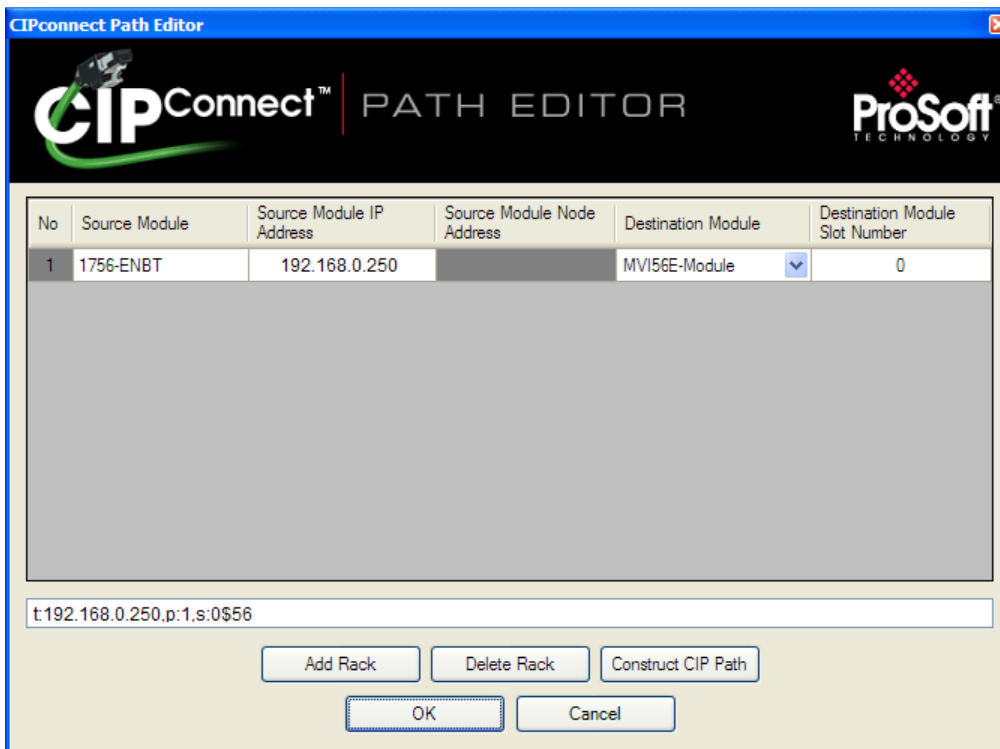 CIPconnect Path Editor
CIPConnect™ PATH EDITOR
ProSoft®
TECHNOLOGY
No Source Module Source Module IP Address Source Module Node Address Destination Module Destination Module Slot Number
1 1756-ENBT 192.168.0.250 MVI56E-Module 0
t:192.168.0.250,p:1,s:0$56
Add Rack Delete Rack Construct CIP Path
OK Cancel